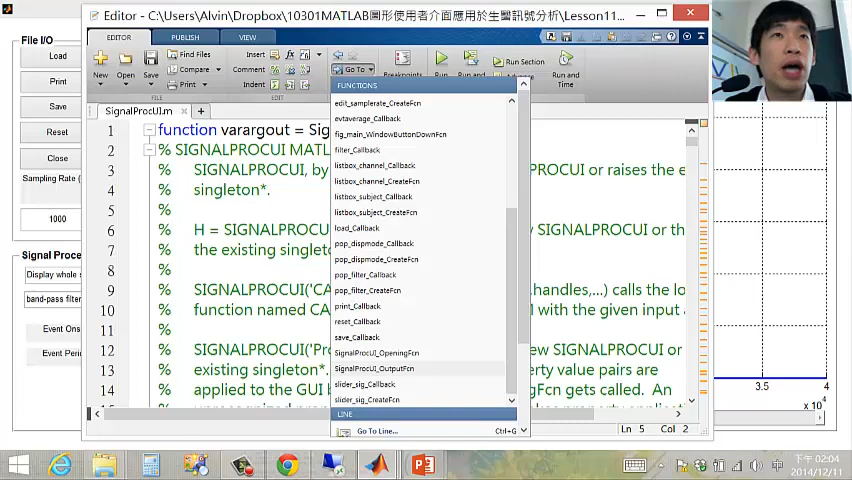 Editor - C:\Users\Alvin\Dropbox\10301MATLAB圖形使用者介面應用於生醫訊號分析\Lesson11...
EDITOR
PUBLISH
VIEW
New
Open
Save
Find Files
Compare
Print
Insert
Comment
Indent
Go To
Breakpoints
Run
Run and
Run Section
Run and
Time
FILE
EDIT
SignalProcUI.m
File I/O
Load
Print
Save
Reset
Close
Sampling Rate (
1000
Signal Proce
Display whole s
band-pass filter
Event Ons
Event Perio
FUNCTIONS
edit_samplerate_CreateFcn
evtaverage_Callback
fig_main_WindowButtonDownFcn
filter_Callback
listbox_channel_Callback
listbox_channel_CreateFcn
listbox_subject_Callback
listbox_subject_CreateFcn
load_Callback
pop_dispmode_Callback
pop_dispmode_CreateFcn
pop_filter_Callback
pop_filter_CreateFcn
print_Callback
reset_Callback
save_Callback
SignalProcUI_OpeningFcn
SignalProcUI_OutputFcn
slider_sig_Callback
slider_sig_CreateFcn
LINE
Go To Line...
Ctrl+G
1 function varargout = Sig
2 % SIGNALPROCUI MATL
3 % SIGNALPROCUI, by UI or raises the e
4 % singleton*.
5 %
6 % H = SIGNALPROCUI SIGNALPROCUI or th
7 % the existing singleto
8 %
9 % SIGNALPROCUI('CA ,handles,...) calls the lo
10 % function named CA M with the given input a
11 %
12 % SIGNALPROCUI('Pro new SIGNALPROCUI or
13 % existing singleton*. perty value pairs are
14 % applied to the GUI b gFcn gets called. An
Ln 5 Col 2
3.5
4
x 10⁴
中
下午 02:04
2014/12/11